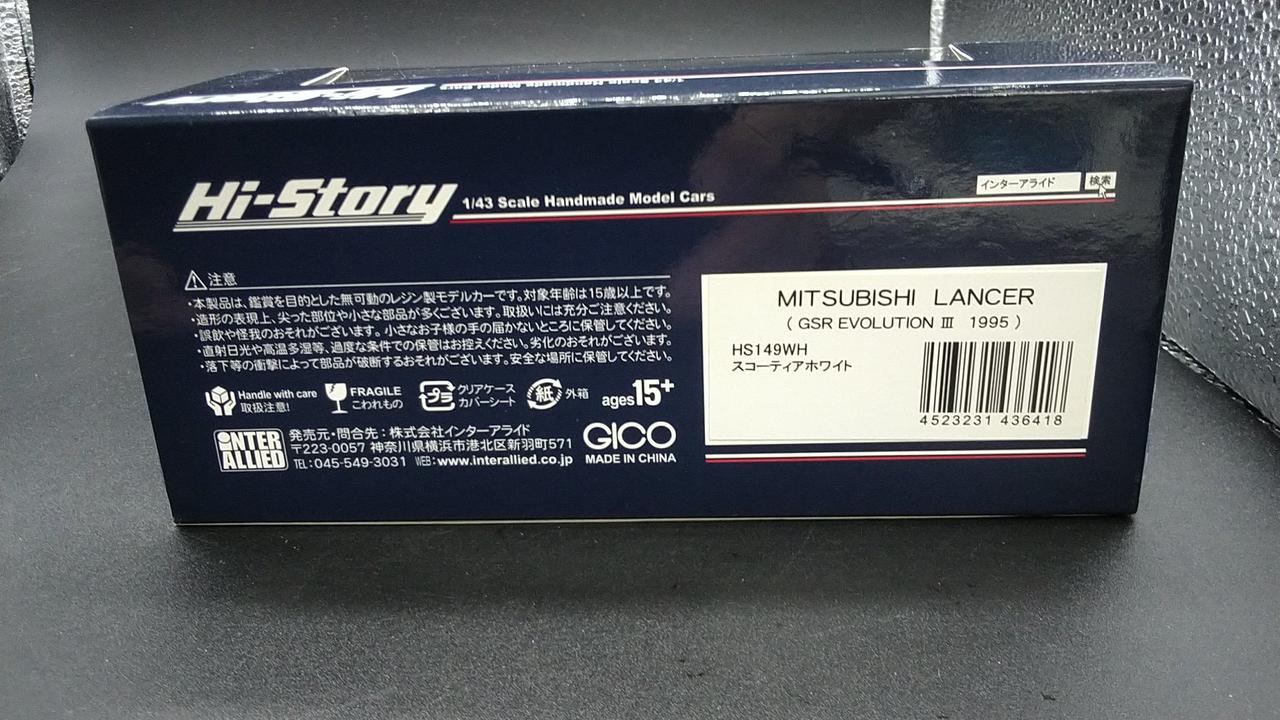 1/43 Scale Handmade Model Cars
Hi-Story
1/43 Scale Handmade Model Cars
インターアライド 検索
注意
・本製品は、鑑賞を目的とした無可動のレジン製モデルカーです。対象年齢は15歳以上です。
・造形の表現上、尖った部位や小さな部品が多くございます。取扱いには充分ご注意ください。
・誤飲や怪我のおそれがございます。小さなお子様の手の届かないところに保管してください。
・直射日光や高温多湿等、過度な条件での保管はお控えください。劣化のおそれがございます。
・落下等の衝撃によって部品が破断するおそれがございます。安全な場所に保管してください。
Handle with care
取扱注意!
FRAGILE
こわれもの
プラ
クリアケース
カバーシート
紙
外箱
ages15+
INTER
ALLIED
発売元・問合先:株式会社インターアライド
〒223-0057 神奈川県横浜市港北区新羽町571
TEL:045-549-3031 WEB:www.interallied.co.jp
GICO
MADE IN CHINA
MITSUBISHI LANCER
( GSR EVOLUTION Ⅲ 1995 )
HS149WH
スコーティアホワイト
4523231 436418